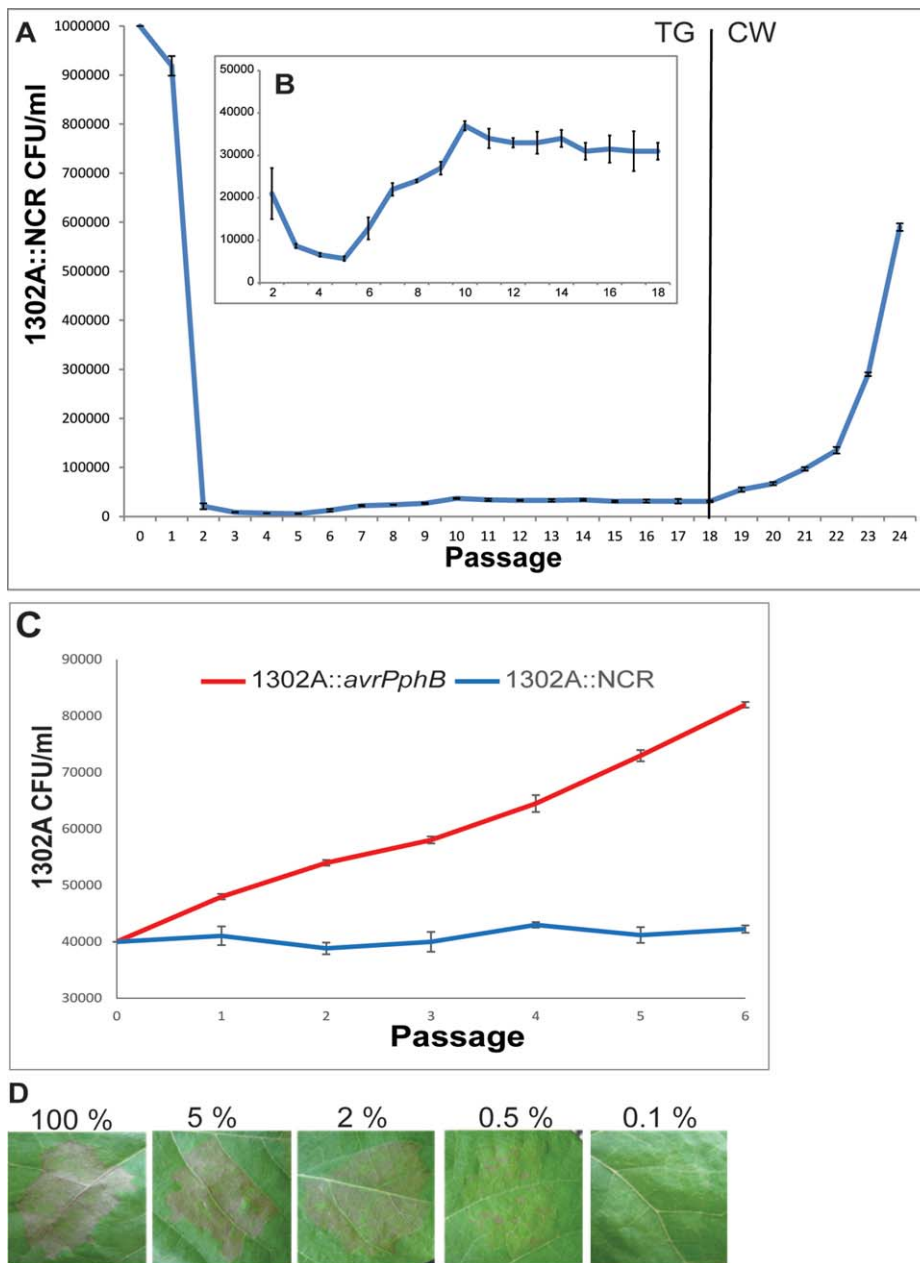 A
TG CW
1302A::NCR CFU/ml
1000000
900000
800000
700000
600000
500000
400000
300000
200000
100000
0
0 1 2 3 4 5 6 7 8 9 10 11 12 13 14 15 16 17 18 19 20 21 22 23 24
Passage
B
50000
40000
30000
20000
10000
0
2 4 6 8 10 12 14 16 18
C
1302A::avrPphB 1302A::NCR
1302A CFU/ml
90000
80000
70000
60000
50000
40000
30000
0 1 2 3 4 5 6
Passage
D
100 % 5 % 2 % 0.5 % 0.1 %